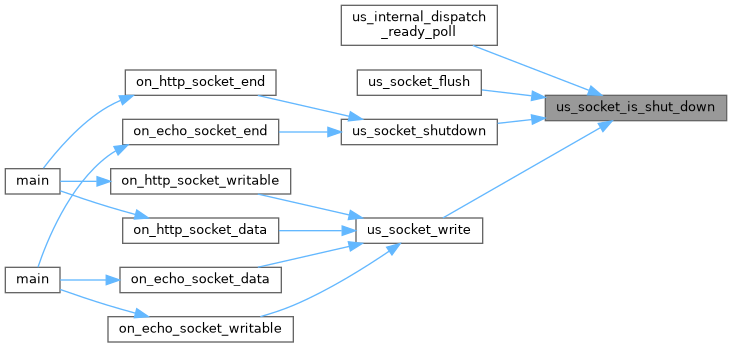 us_internal_dispatch
_ready_poll
on_http_socket_end
us_socket_flush
us_socket_is_shut_down
on_echo_socket_end
us_socket_shutdown
main
on_http_socket_writable
on_http_socket_data
us_socket_write
main
on_echo_socket_data
on_echo_socket_writable